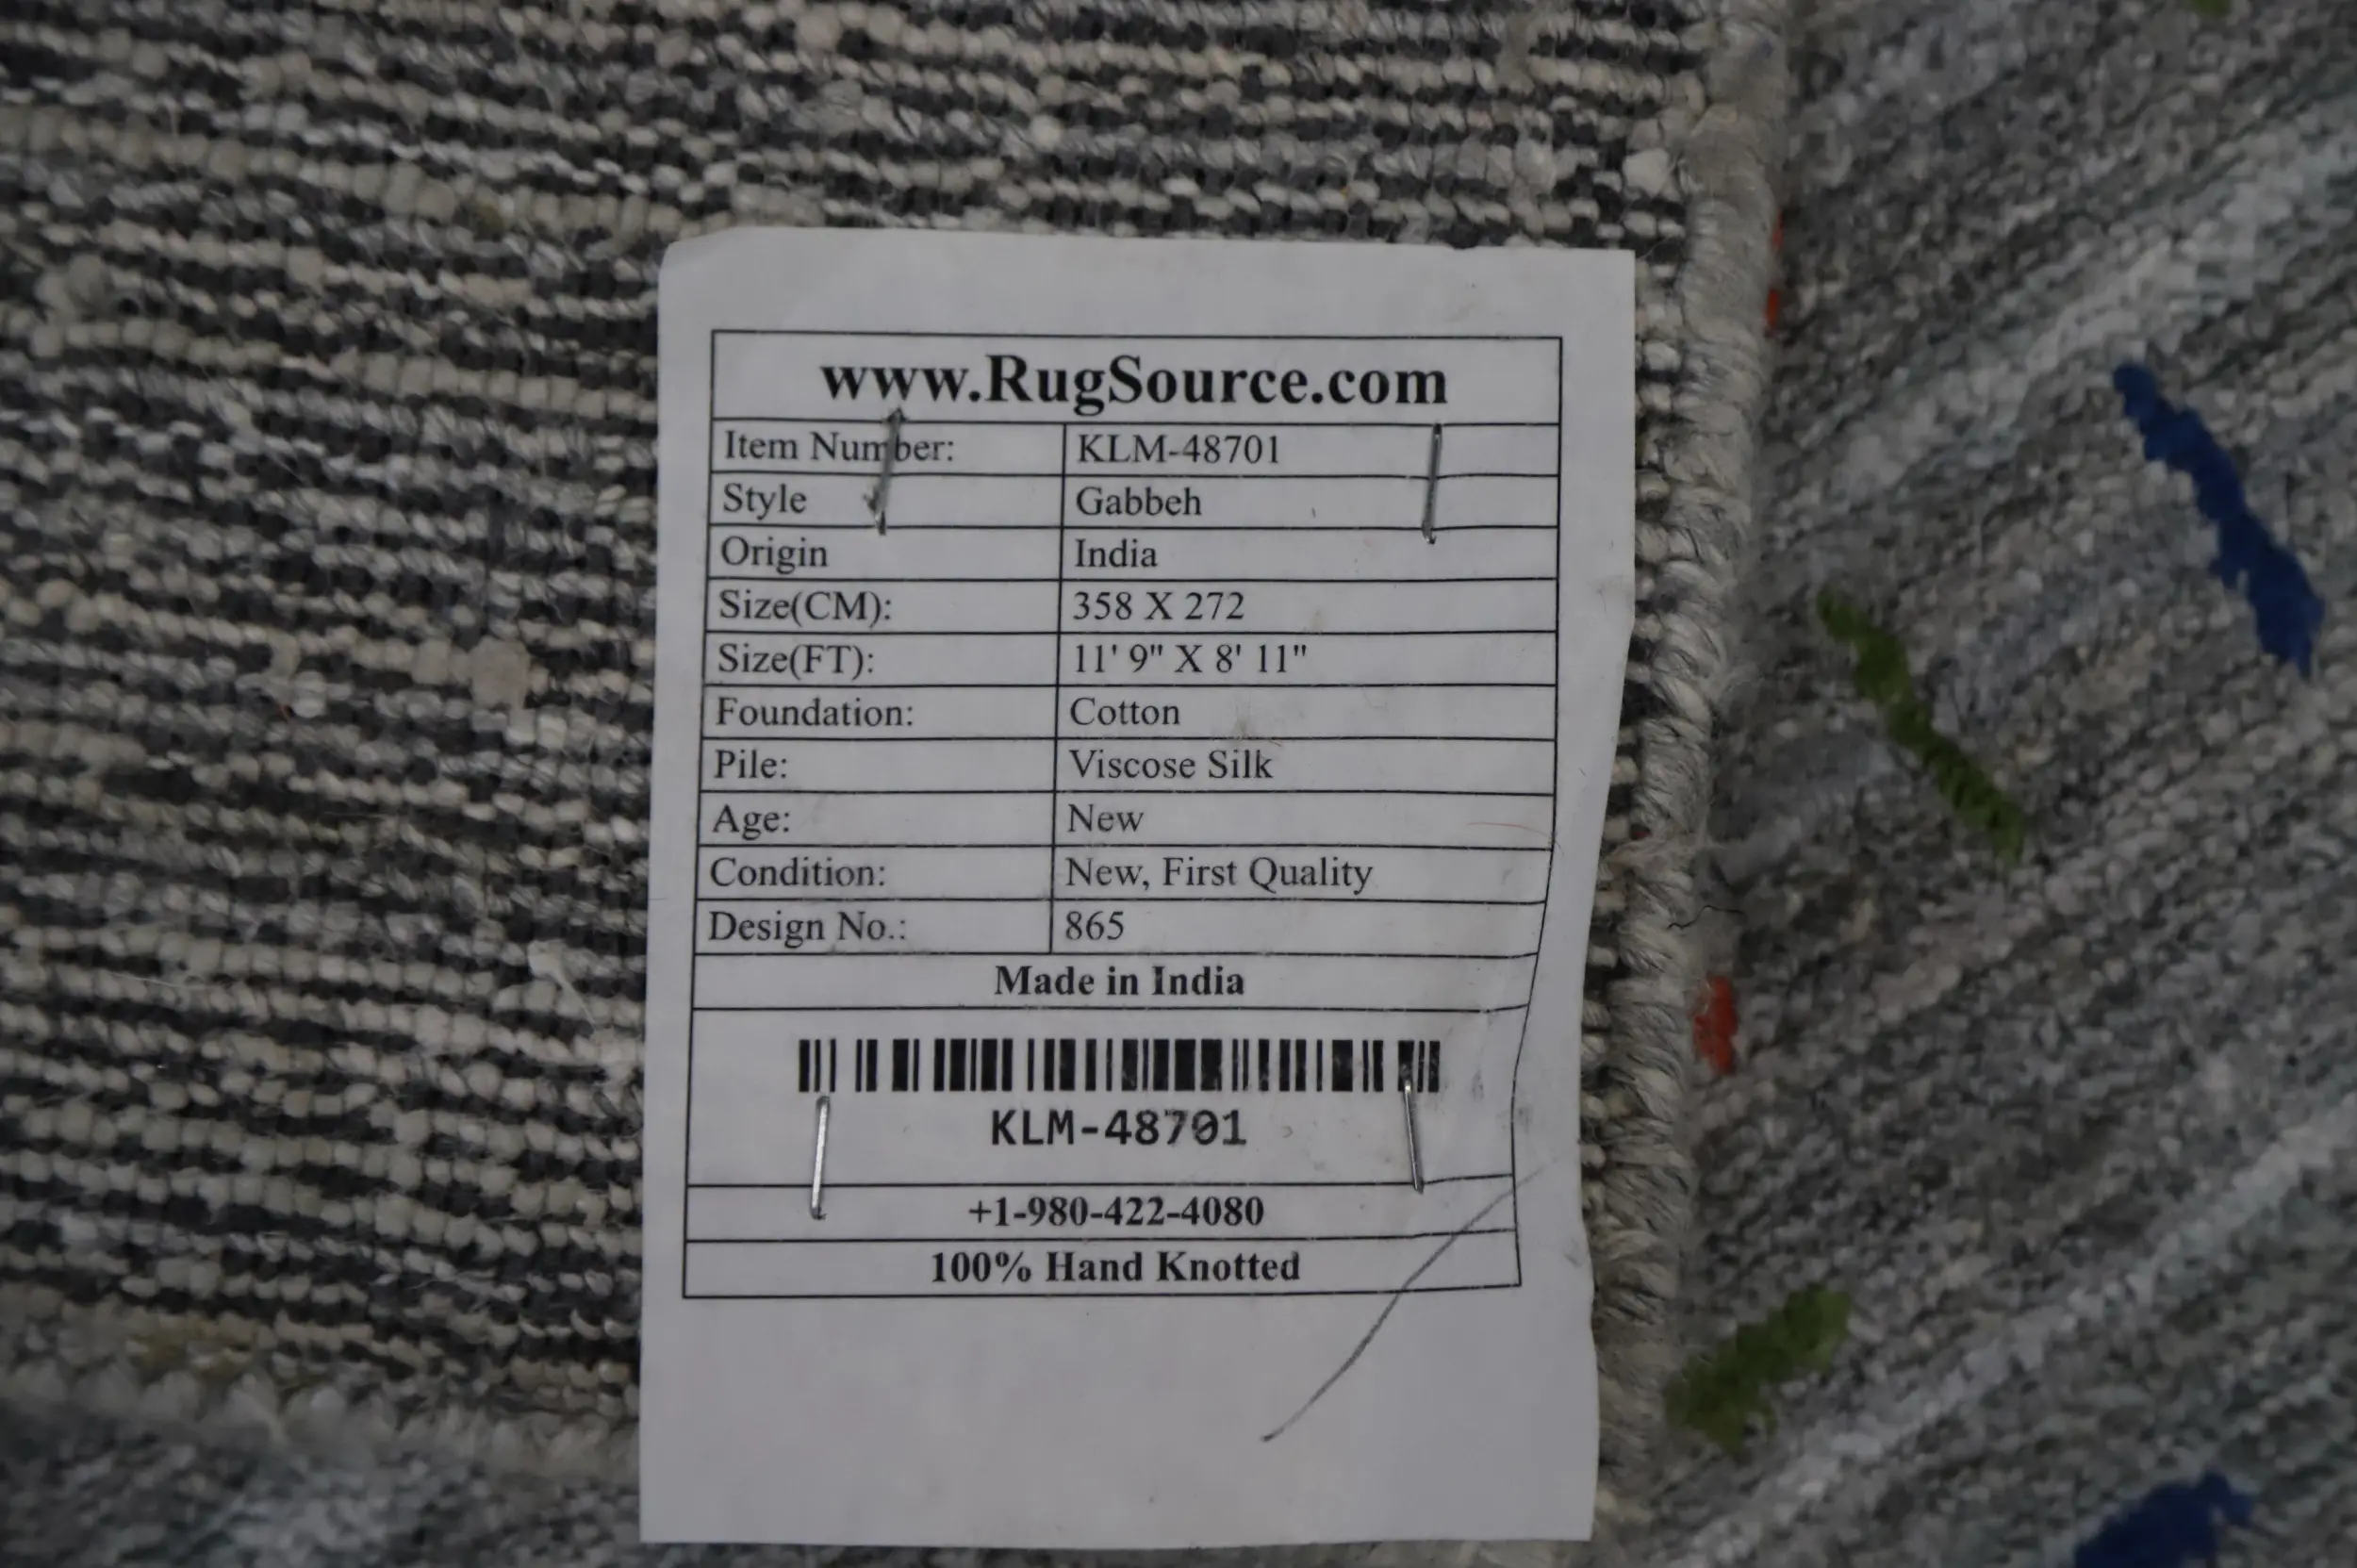 www.RugSource.com
Item Number: KLM-48701
Style Gabbeh
Origin India
Size(CM): 358 X 272
Size(FT): 11' 9" X 8' 11"
Foundation: Cotton
Pile: Viscose Silk
Age: New
Condition: New, First Quality
Design No.: 865
Made in India
KLM-48701
+1-980-422-4080
100% Hand Knotted